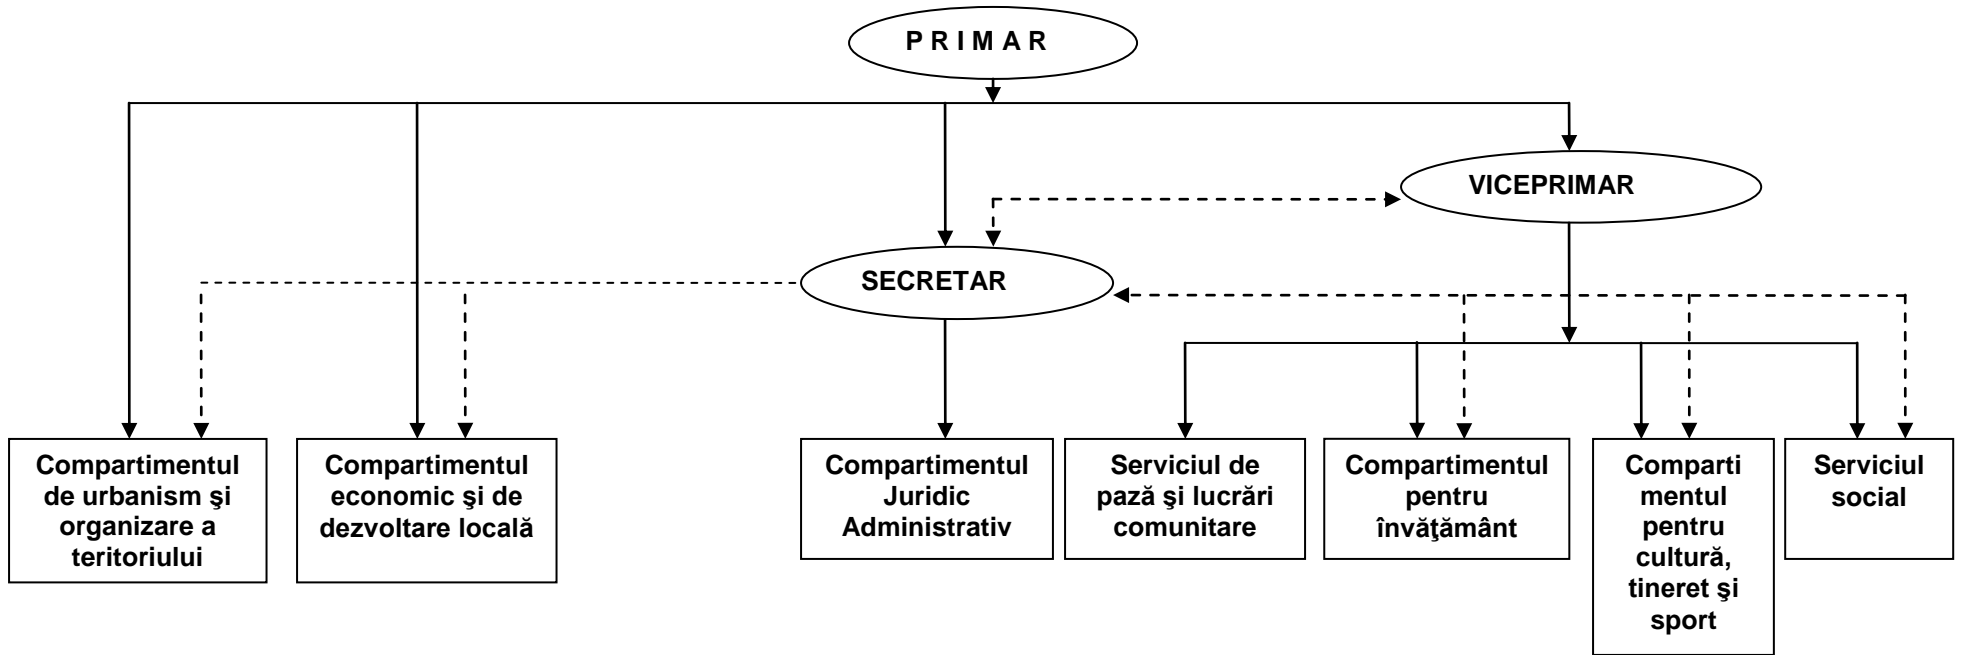 P R I M A R
VICEPRIMAR
SECRETAR
Compartimentul
de urbanism şi
organizare a
teritoriului
Compartimentul
economic şi de
dezvoltare locală
Compartimentul
Juridic
Administrativ
Serviciul de
pază şi lucrări
comunitare
Compartimentul
pentru
învăţământ
Comparti
mentul
pentru
cultură,
tineret şi
sport
Serviciul
social